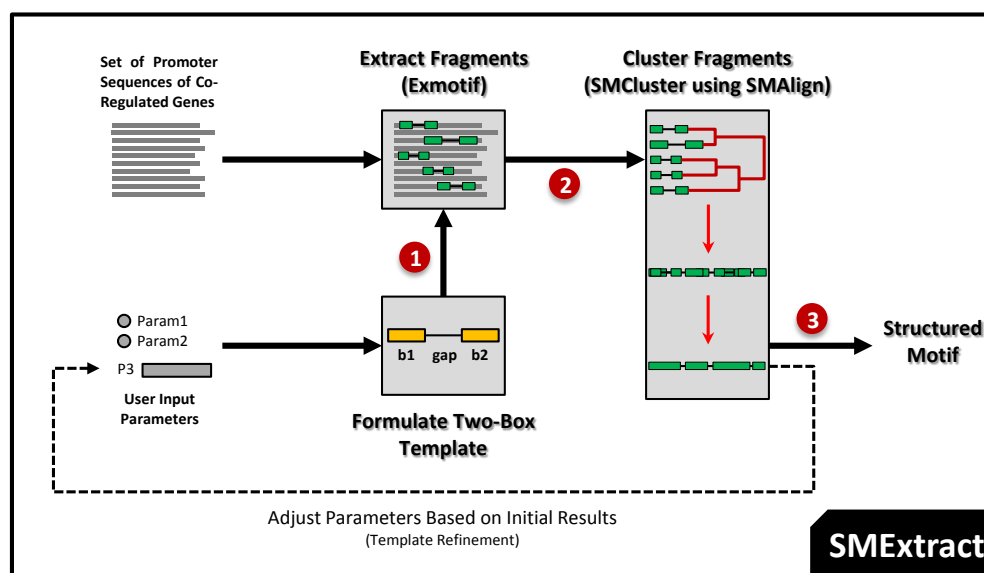 Set of Promoter
Sequences of Co-
Regulated Genes
Extract Fragments
(Exmotif)
Cluster Fragments
(SMCluster using SMAlign)
2
1
Param1
Param2
P3
User Input
Parameters
b1 gap b2
Formulate Two-Box
Template
3
Structured
Motif
Adjust Parameters Based on Initial Results
(Template Refinement)
SMExtract